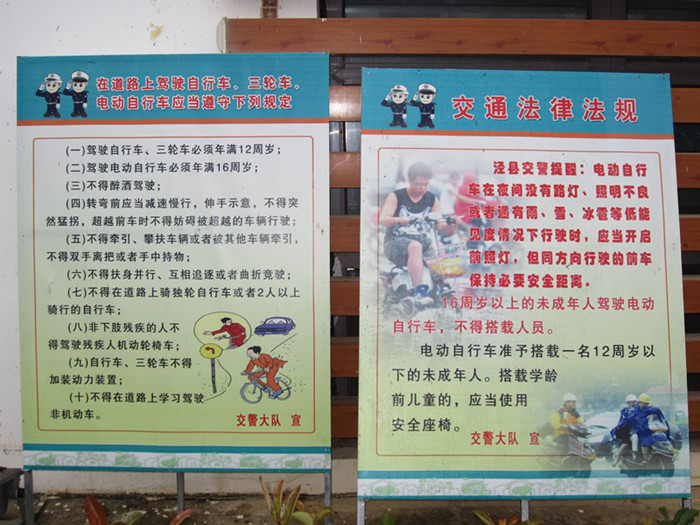 在道路上驾驶自行车、三轮车、
电动自行车应当遵守下列规定
(一)驾驶自行车、三轮车必须年满12周岁；
(二)驾驶电动自行车必须年满16周岁；
(三)不得醉酒驾驶；
(四)转弯前应当减速慢行，伸手示意，不得突
然猛拐，超越前车时不得妨碍被超越的车辆行驶；
(五)不得牵引、攀扶车辆或者被其他车辆牵引，
不得双手离把或者手中持物；
(六)不得扶身并行、互相追逐或者曲折竞驶；
(七)不得在道路上骑独轮自行车或者2人以上
骑行的自行车；
(八)非下肢残疾的人不
得驾驶残疾人机动轮椅车；
(九)自行车、三轮车不得
加装动力装置；
(十)不得在道路上学习驾驶
非机动车。
交警大队 宣
交通法律法规
泾县交警提醒：电动自行
车在夜间没有路灯、照明不良
或者遇有雨、雪、冰雹等低能
见度情况下行驶时，应当开启
前照灯，但同方向行驶的前车
保持必要安全距离。
16周岁以上的未成年人驾驶电动
自行车，不得搭载人员。
电动自行车准予搭载一名12周岁以
下的未成年人。搭载学龄
前儿童的，应当使用
安全座椅。
交警大队 宣